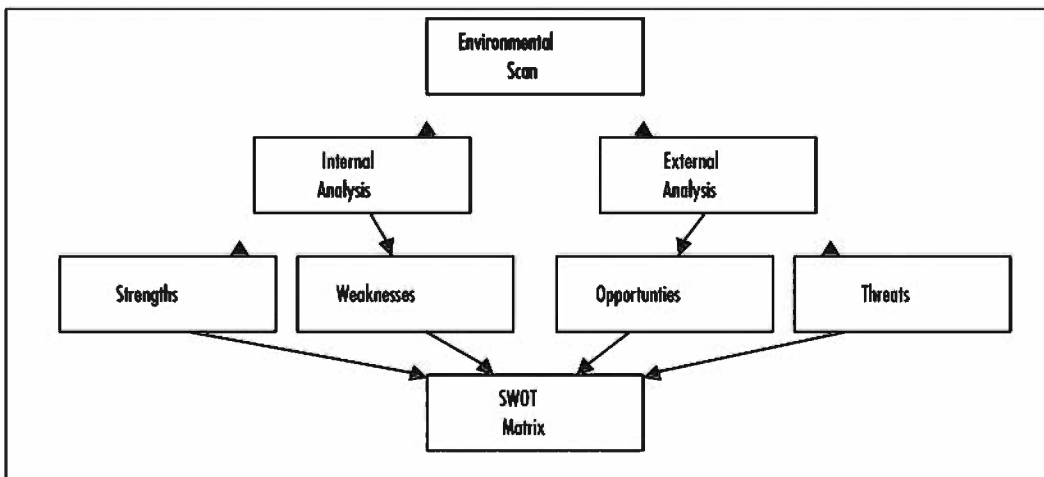 Environmental
Scan
Internal
Analysis
External
Analysis
Strengths
Weaknesses
Opportunties
Threats
SWOT
Matrix